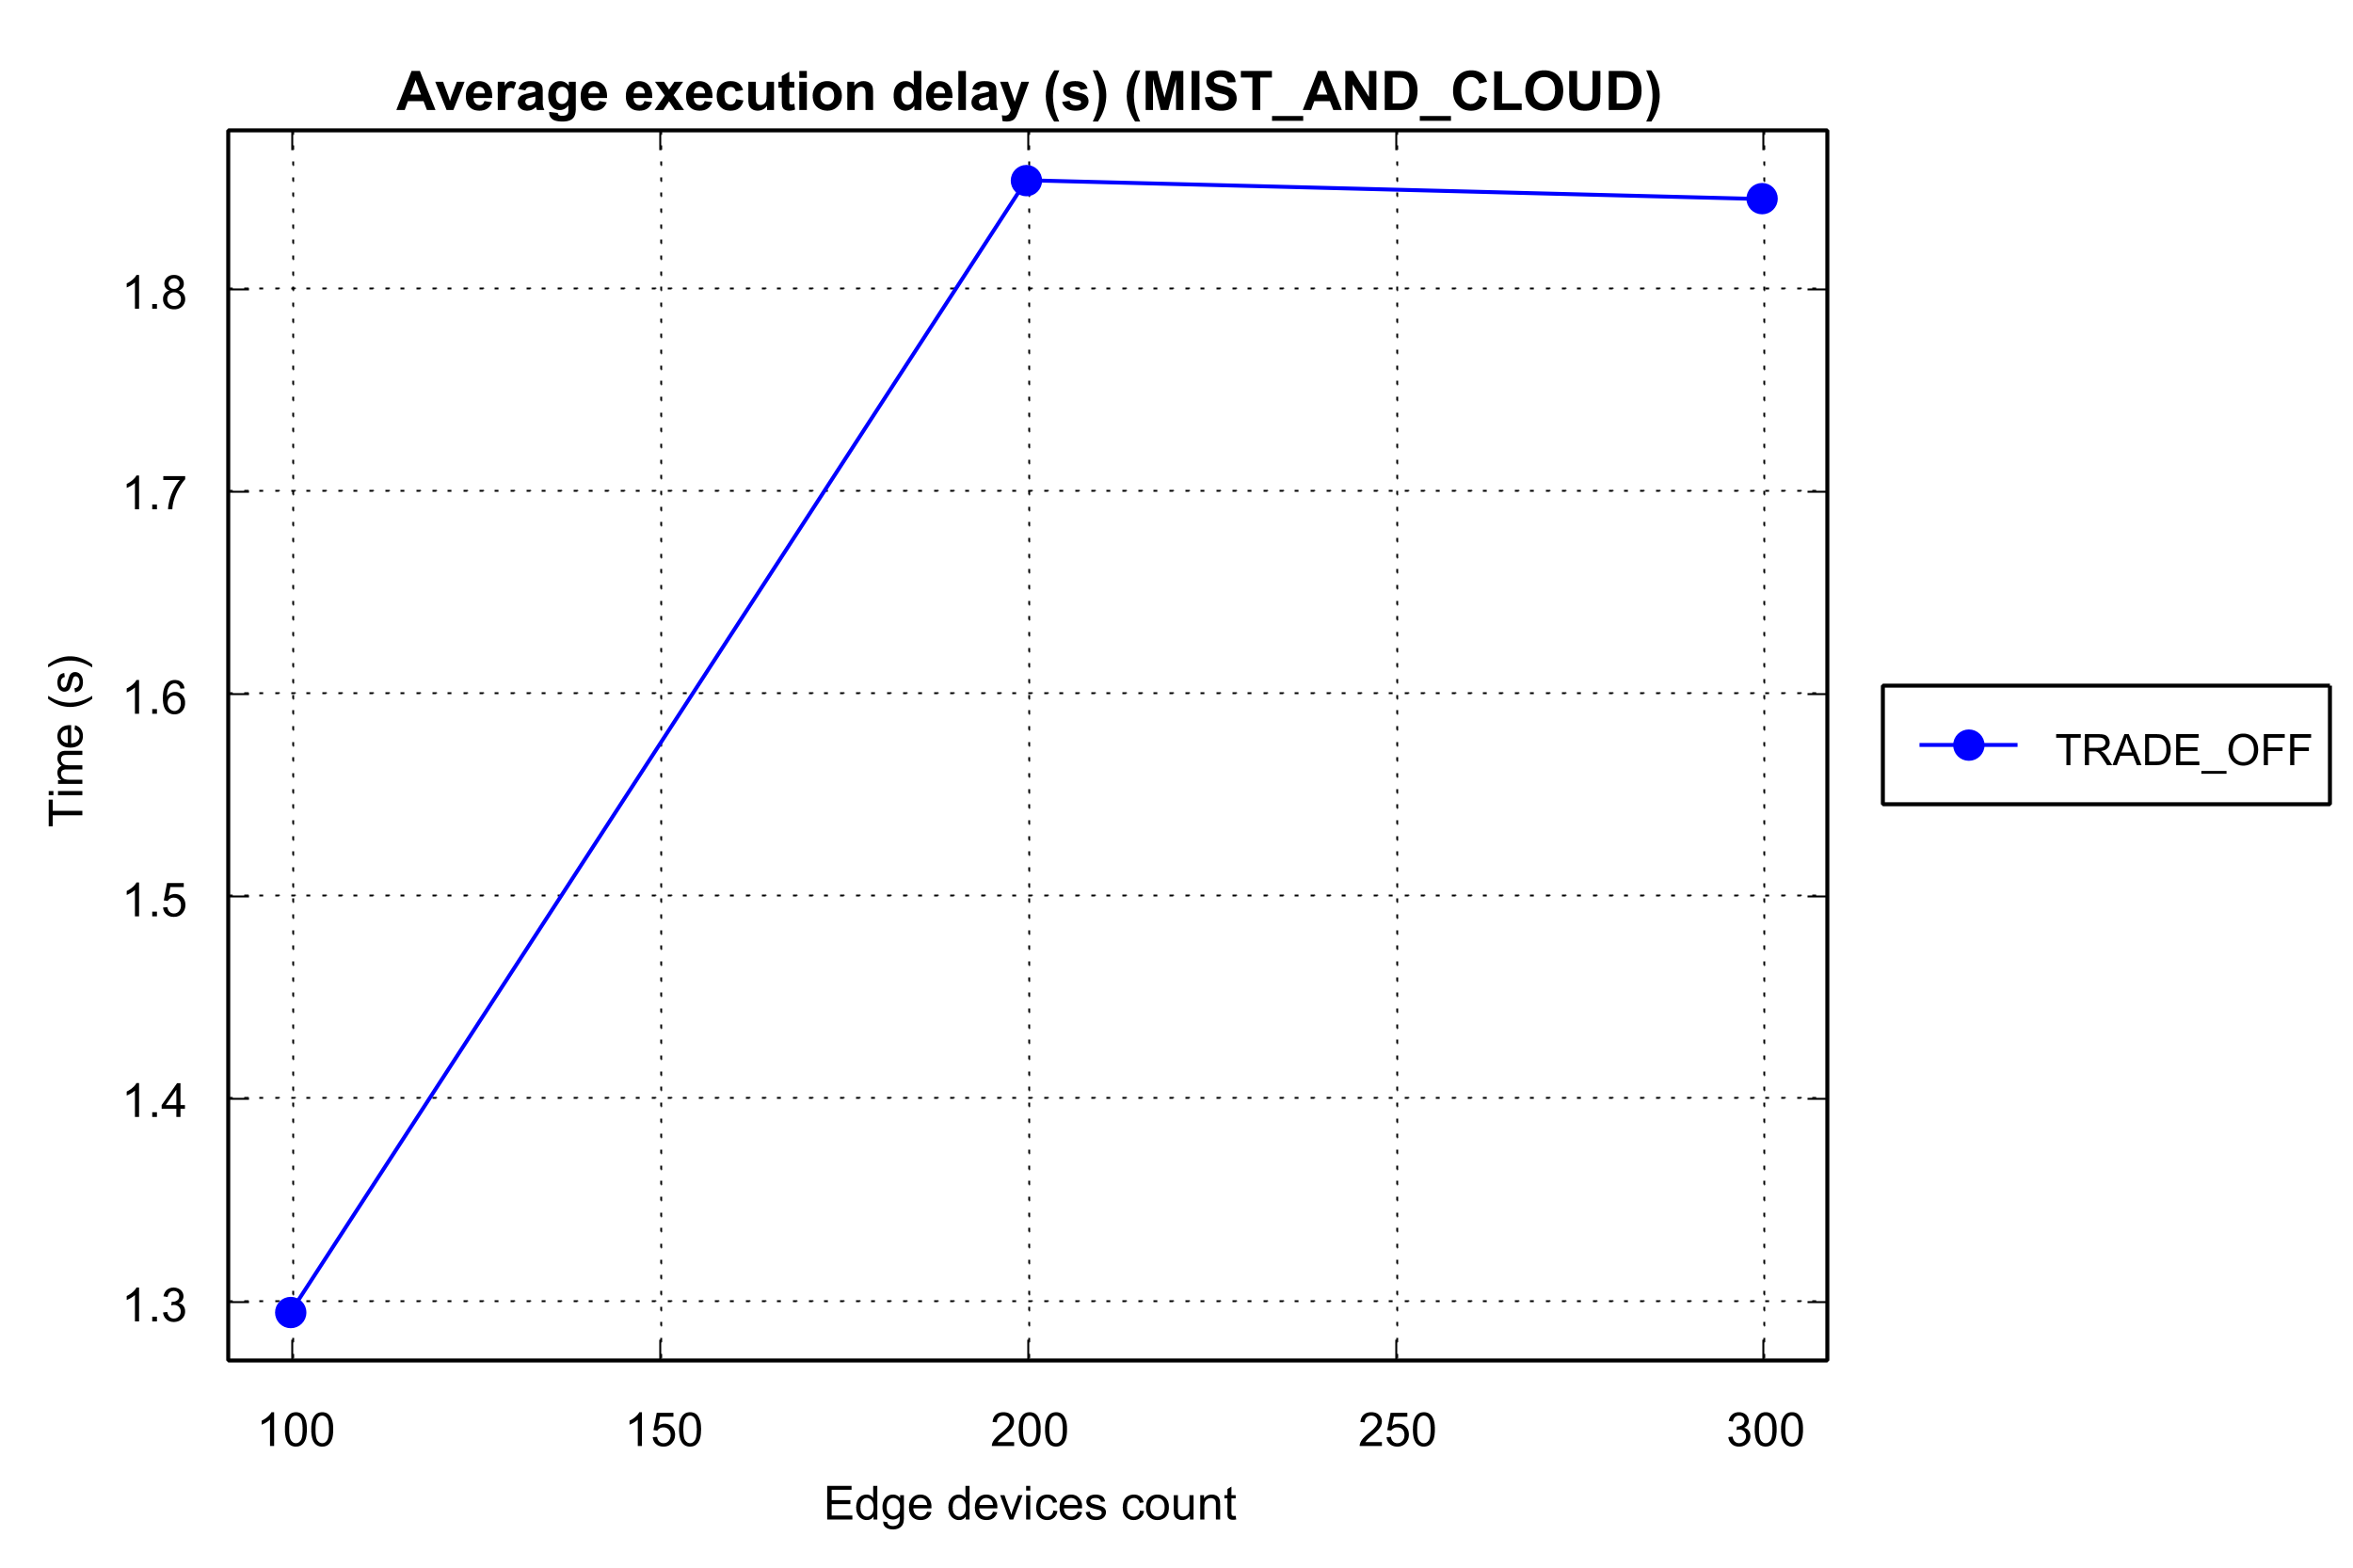 Average execution delay (s) (MIST_AND_CLOUD)
1.8
1.7
1.6
1.5
1.4
1.3
Time (s)
100 150 200 250 300
Edge devices count
TRADE_OFF